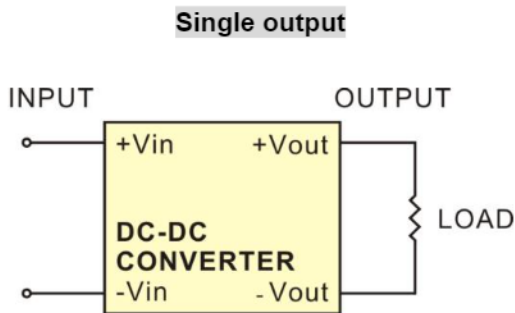 Single output
INPUT OUTPUT
+Vin +Vout
LOAD
DC-DC
CONVERTER
-Vin -Vout